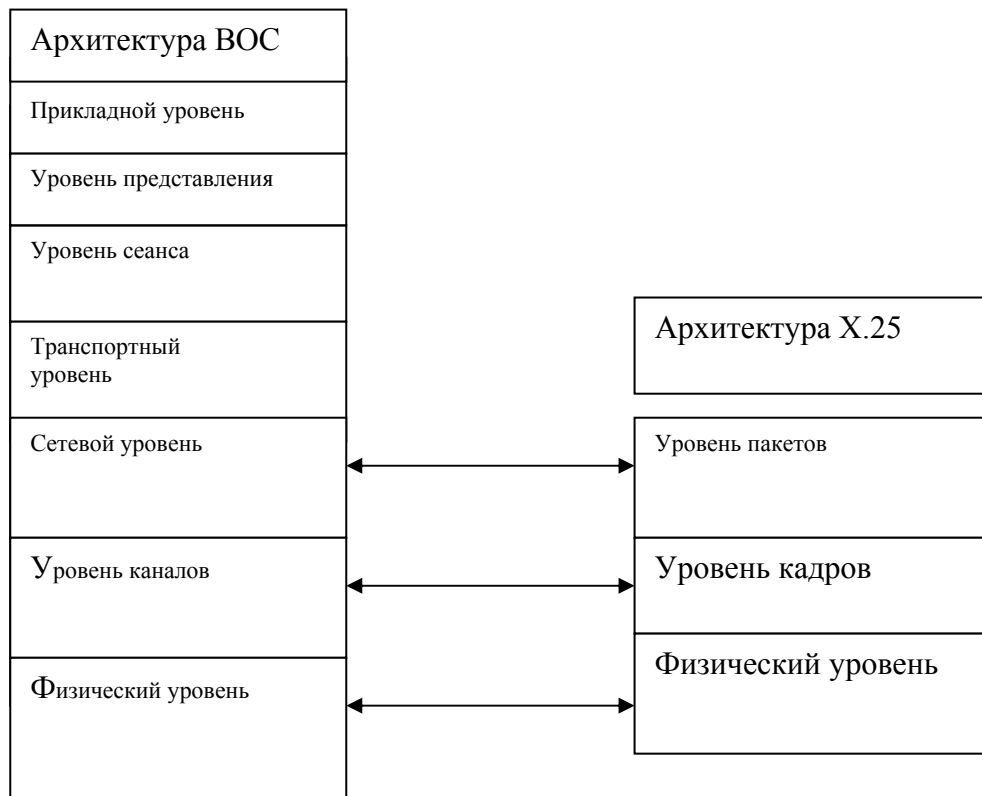 Архитектура ВОС
Прикладной уровень
Уровень представления
Уровень сеанса
Транспортный
уровень
Сетевой уровень
Уровень каналов
Физический уровень
Архитектура X.25
Уровень пакетов
Уровень кадров
Физический уровень